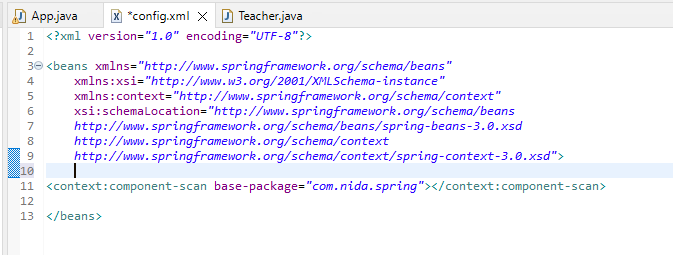 App.java *config.xml Teacher.java
1 <?xml version="1.0" encoding="UTF-8"?>
2
3 <beans xmlns="http://www.springframework.org/schema/beans"
4 xmlns:xsi="http://www.w3.org/2001/XMLSchema-instance"
5 xmlns:context="http://www.springframework.org/schema/context"
6 xsi:schemaLocation="http://www.springframework.org/schema/beans
7 http://www.springframework.org/schema/beans/spring-beans-3.0.xsd
8 http://www.springframework.org/schema/context
9 http://www.springframework.org/schema/context/spring-context-3.0.xsd">
10
11 <context:component-scan base-package="com.nida.spring"></context:component-scan>
12
13 </beans>